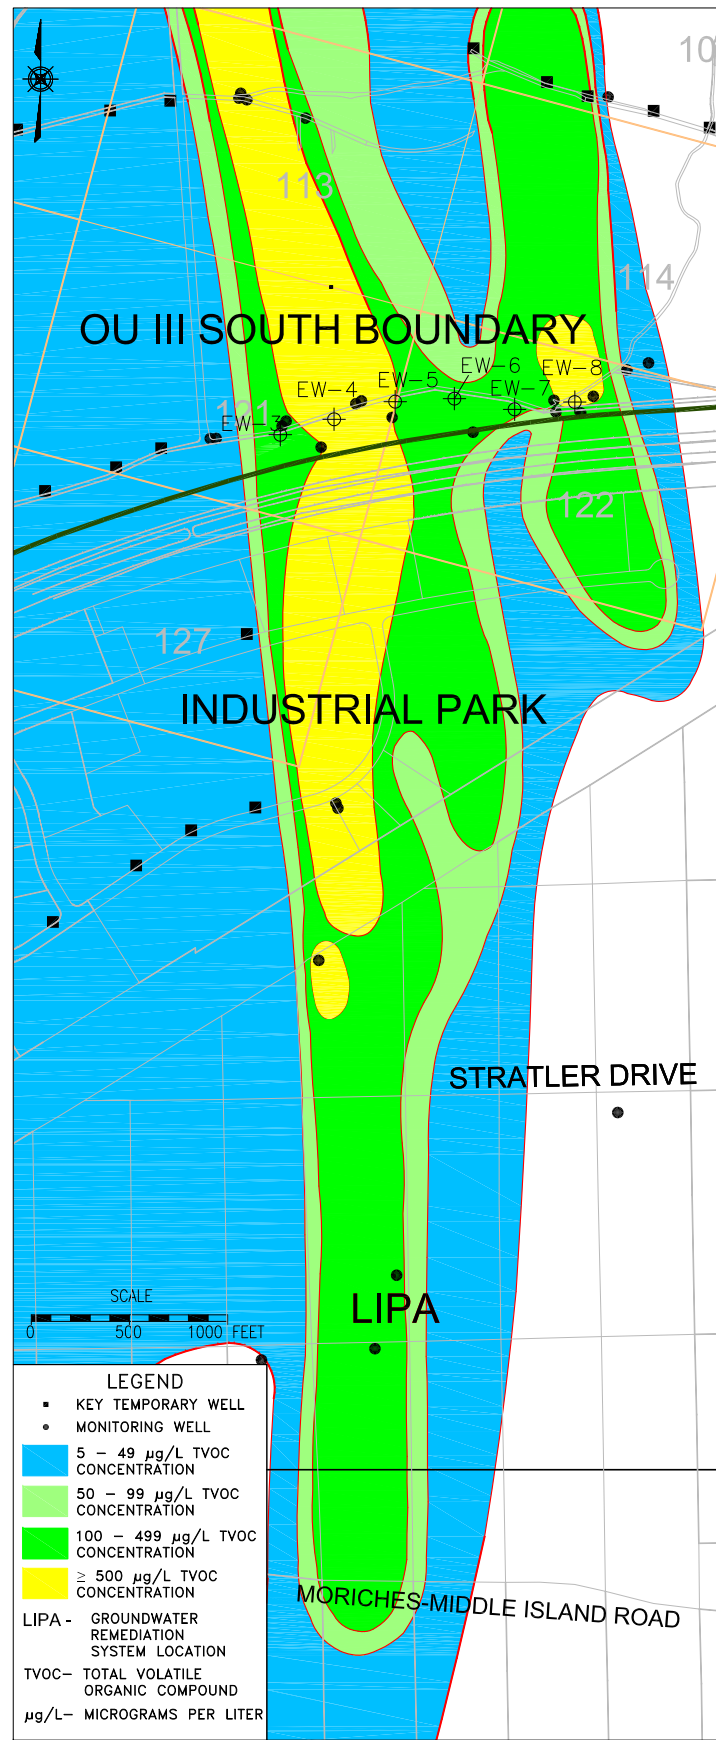 10
113
114
OU III SOUTH BOUNDARY
EW-6
EW-8
EW-5
EW-4
EW-7
121
EW-3
122
127
INDUSTRIAL PARK
STRATLER DRIVE
SCALE
0 500 1000 FEET
LIPA
LEGEND
KEY TEMPORARY WELL
MONITORING WELL
5 - 49 µg/L TVOC
CONCENTRATION
50 - 99 µg/L TVOC
CONCENTRATION
100 - 499 µg/L TVOC
CONCENTRATION
≥ 500 µg/L TVOC
CONCENTRATION
LIPA - GROUNDWATER
REMEDIATION
SYSTEM LOCATION
TVOC- TOTAL VOLATILE
ORGANIC COMPOUND
µg/L- MICROGRAMS PER LITER
MORICHES-MIDDLE ISLAND ROAD